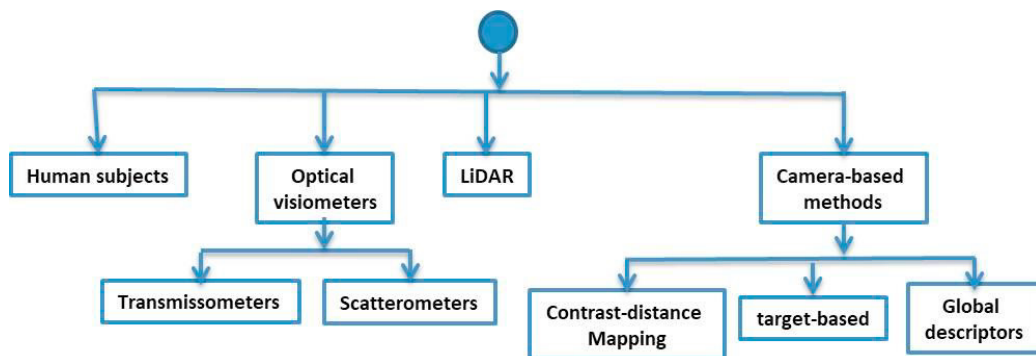 Human subjects
Optical
visiometers
LiDAR
Camera-based
methods
Transmissometers
Scatterometers
Contrast-distance
Mapping
target-based
Global
descriptors